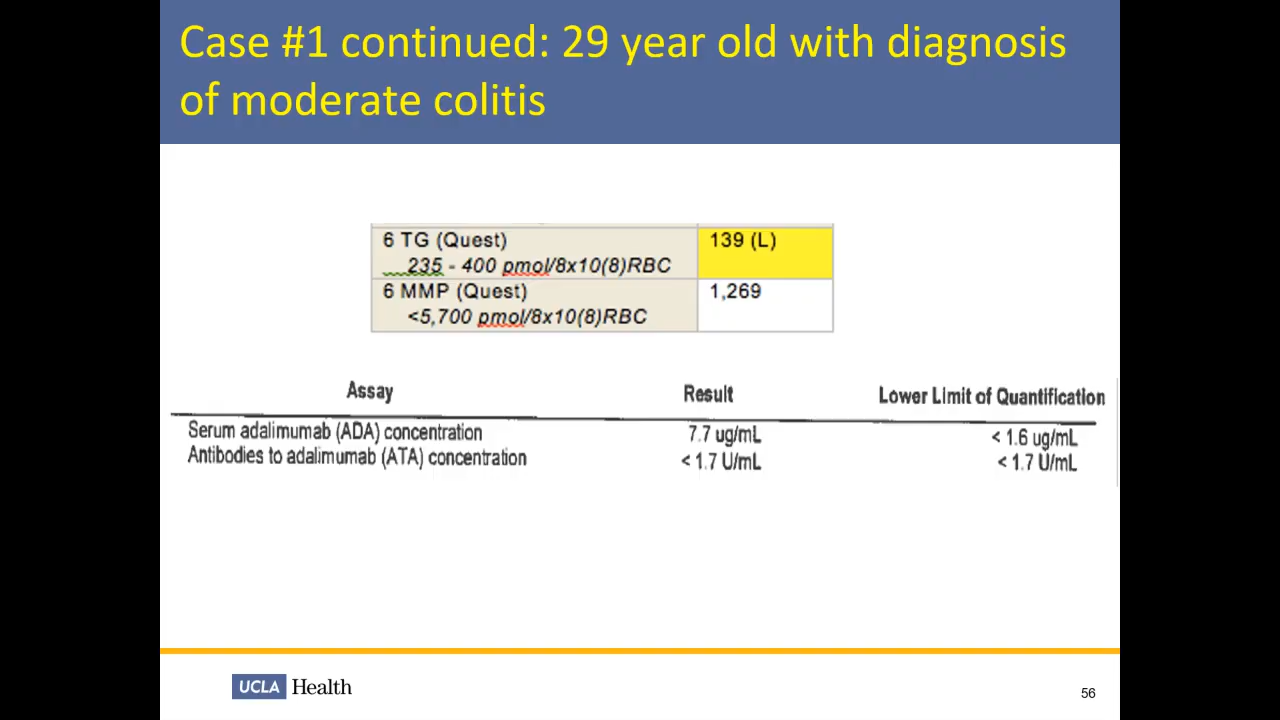 Case #1 continued: 29 year old with diagnosis
of moderate colitis
6 TG (Quest) 139 (L)
235 - 400 pmol/8x10(8)RBC
6 MMP (Quest) 1,269
<5,700 pmol/8x10(8)RBC
Assay Result Lower Limit of Quantification
Serum adalimumab (ADA) concentration 7.7 ug/mL < 1.6 ug/mL
Antibodies to adalimumab (ATA) concentration < 1.7 U/mL < 1.7 U/mL
UCLA Health
56